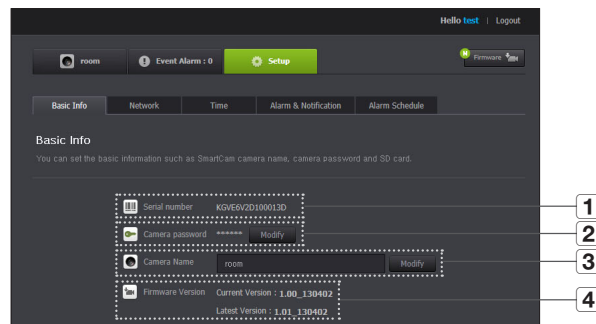 Hello test | Logout
room
Event Alarm : 0
Setup
N
Firmware
Basic Info
Network
Time
Alarm & Notification
Alarm Schedule
Basic Info
You can set the basic information such as SmartCam camera name, camera password and SD card.
Serial number KGVE6V2D100013D
1
Camera password ****** Modify
2
Camera Name room Modify
3
Firmware Version Current Version : 1.00_130402
4
Latest Version : 1.01_130402